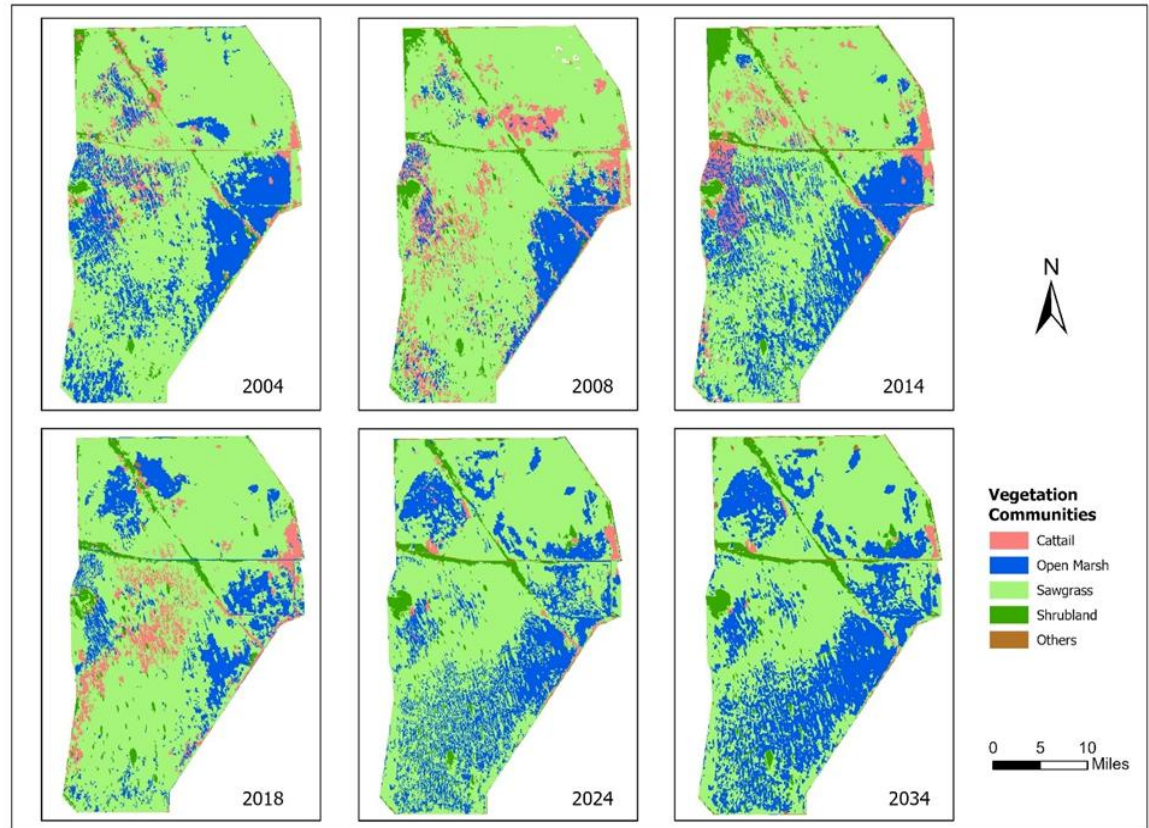 2004
2008
2014
N
2018
2024
2034
Vegetation
Communities
Cattail
Open Marsh
Sawgrass
Shrubland
Others
0 5 10
Miles